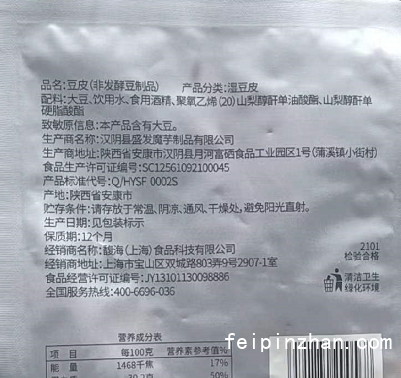 品名:豆皮(非发酵豆制品) 产品分类:湿豆皮
配料:大豆、饮用水、食用酒精、聚氧乙烯(20)山梨醇酐单油酸酯、山梨醇酐单
硬脂酸酯
致敏原信息:本产品含有大豆。
生产商名称:汉阴县盛发魔芋制品有限公司
生产商地址:陕西省安康市汉阴县月河富硒食品工业园区1号(蒲溪镇小街村)
食品生产许可证编号:SC12561092100045
产品标准代号:Q/HYSF 0002S
产地:陕西省安康市
贮存条件:请存放于常温、阴凉、通风、干燥处,避免阳光直射。
生产日期:见包装标示
保质期:12个月
经销商名称:馥海(上海)食品科技有限公司
经销商地址:上海市宝山区双城路803弄9号2907-1室
食品经营许可证编号:JY13101130098886
全国服务热线:400-6696-036
2101
检验合格
清洁卫生
绿化环境
营养成分表
项目 每100克 营养素参考值%
能量 1468千焦 17%
30.2克 50%
feipinzhan.com